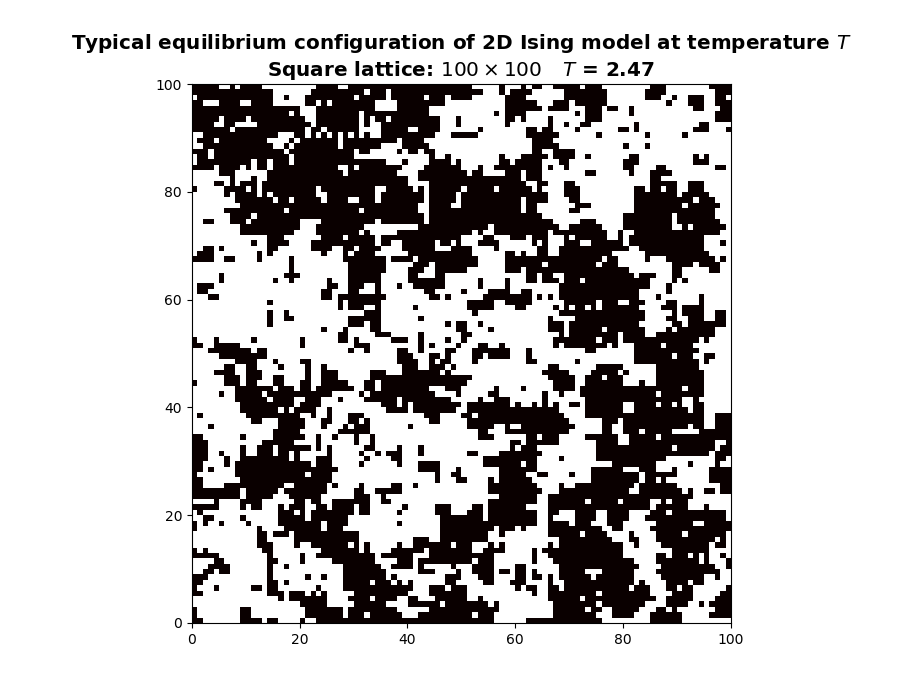 Typical equilibrium configuration of 2D Ising model at temperature T
Square lattice: 100 × 100 T = 2.47
100
80
60
40
20
0
0 20 40 60 80 100